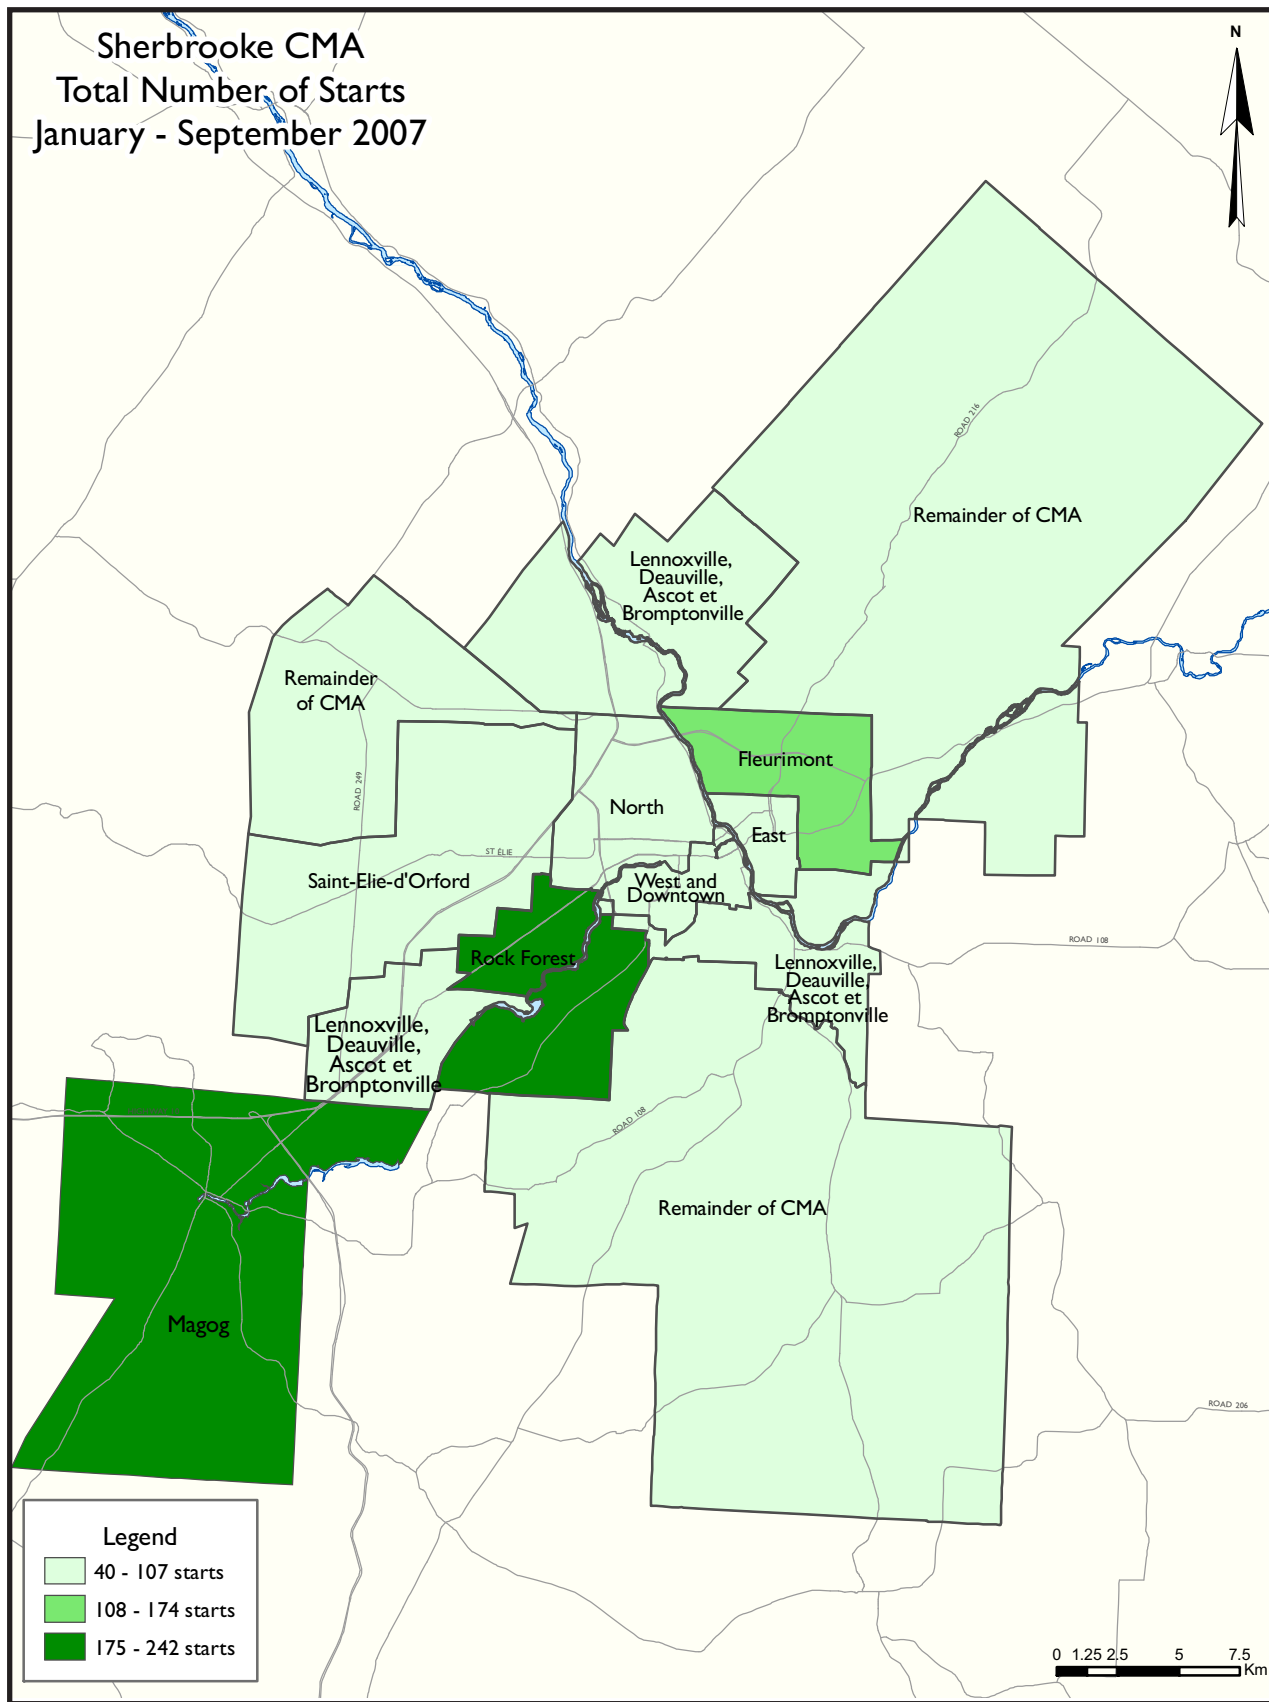 Sherbrooke CMA
Total Number of Starts
January - September 2007
N
ROAD 216
Remainder of CMA
Lennoxville,
Deauville,
Ascot et
Bromptonville
Remainder
of CMA
Fleurimont
ROAD 249
North
East
ST ÉLIE
Saint-Elie-d'Orford
West and
Downtown
ROAD 108
Rock Forest
Lennoxville,
Deauville,
Ascot et
Bromptonville
Lennoxville,
Deauville,
Ascot et
Bromptonville
ROAD 108
Remainder of CMA
Magog
ROAD 206
Legend
40 - 107 starts
108 - 174 starts
175 - 242 starts
0 1.25 2.5 5 7.5
Km